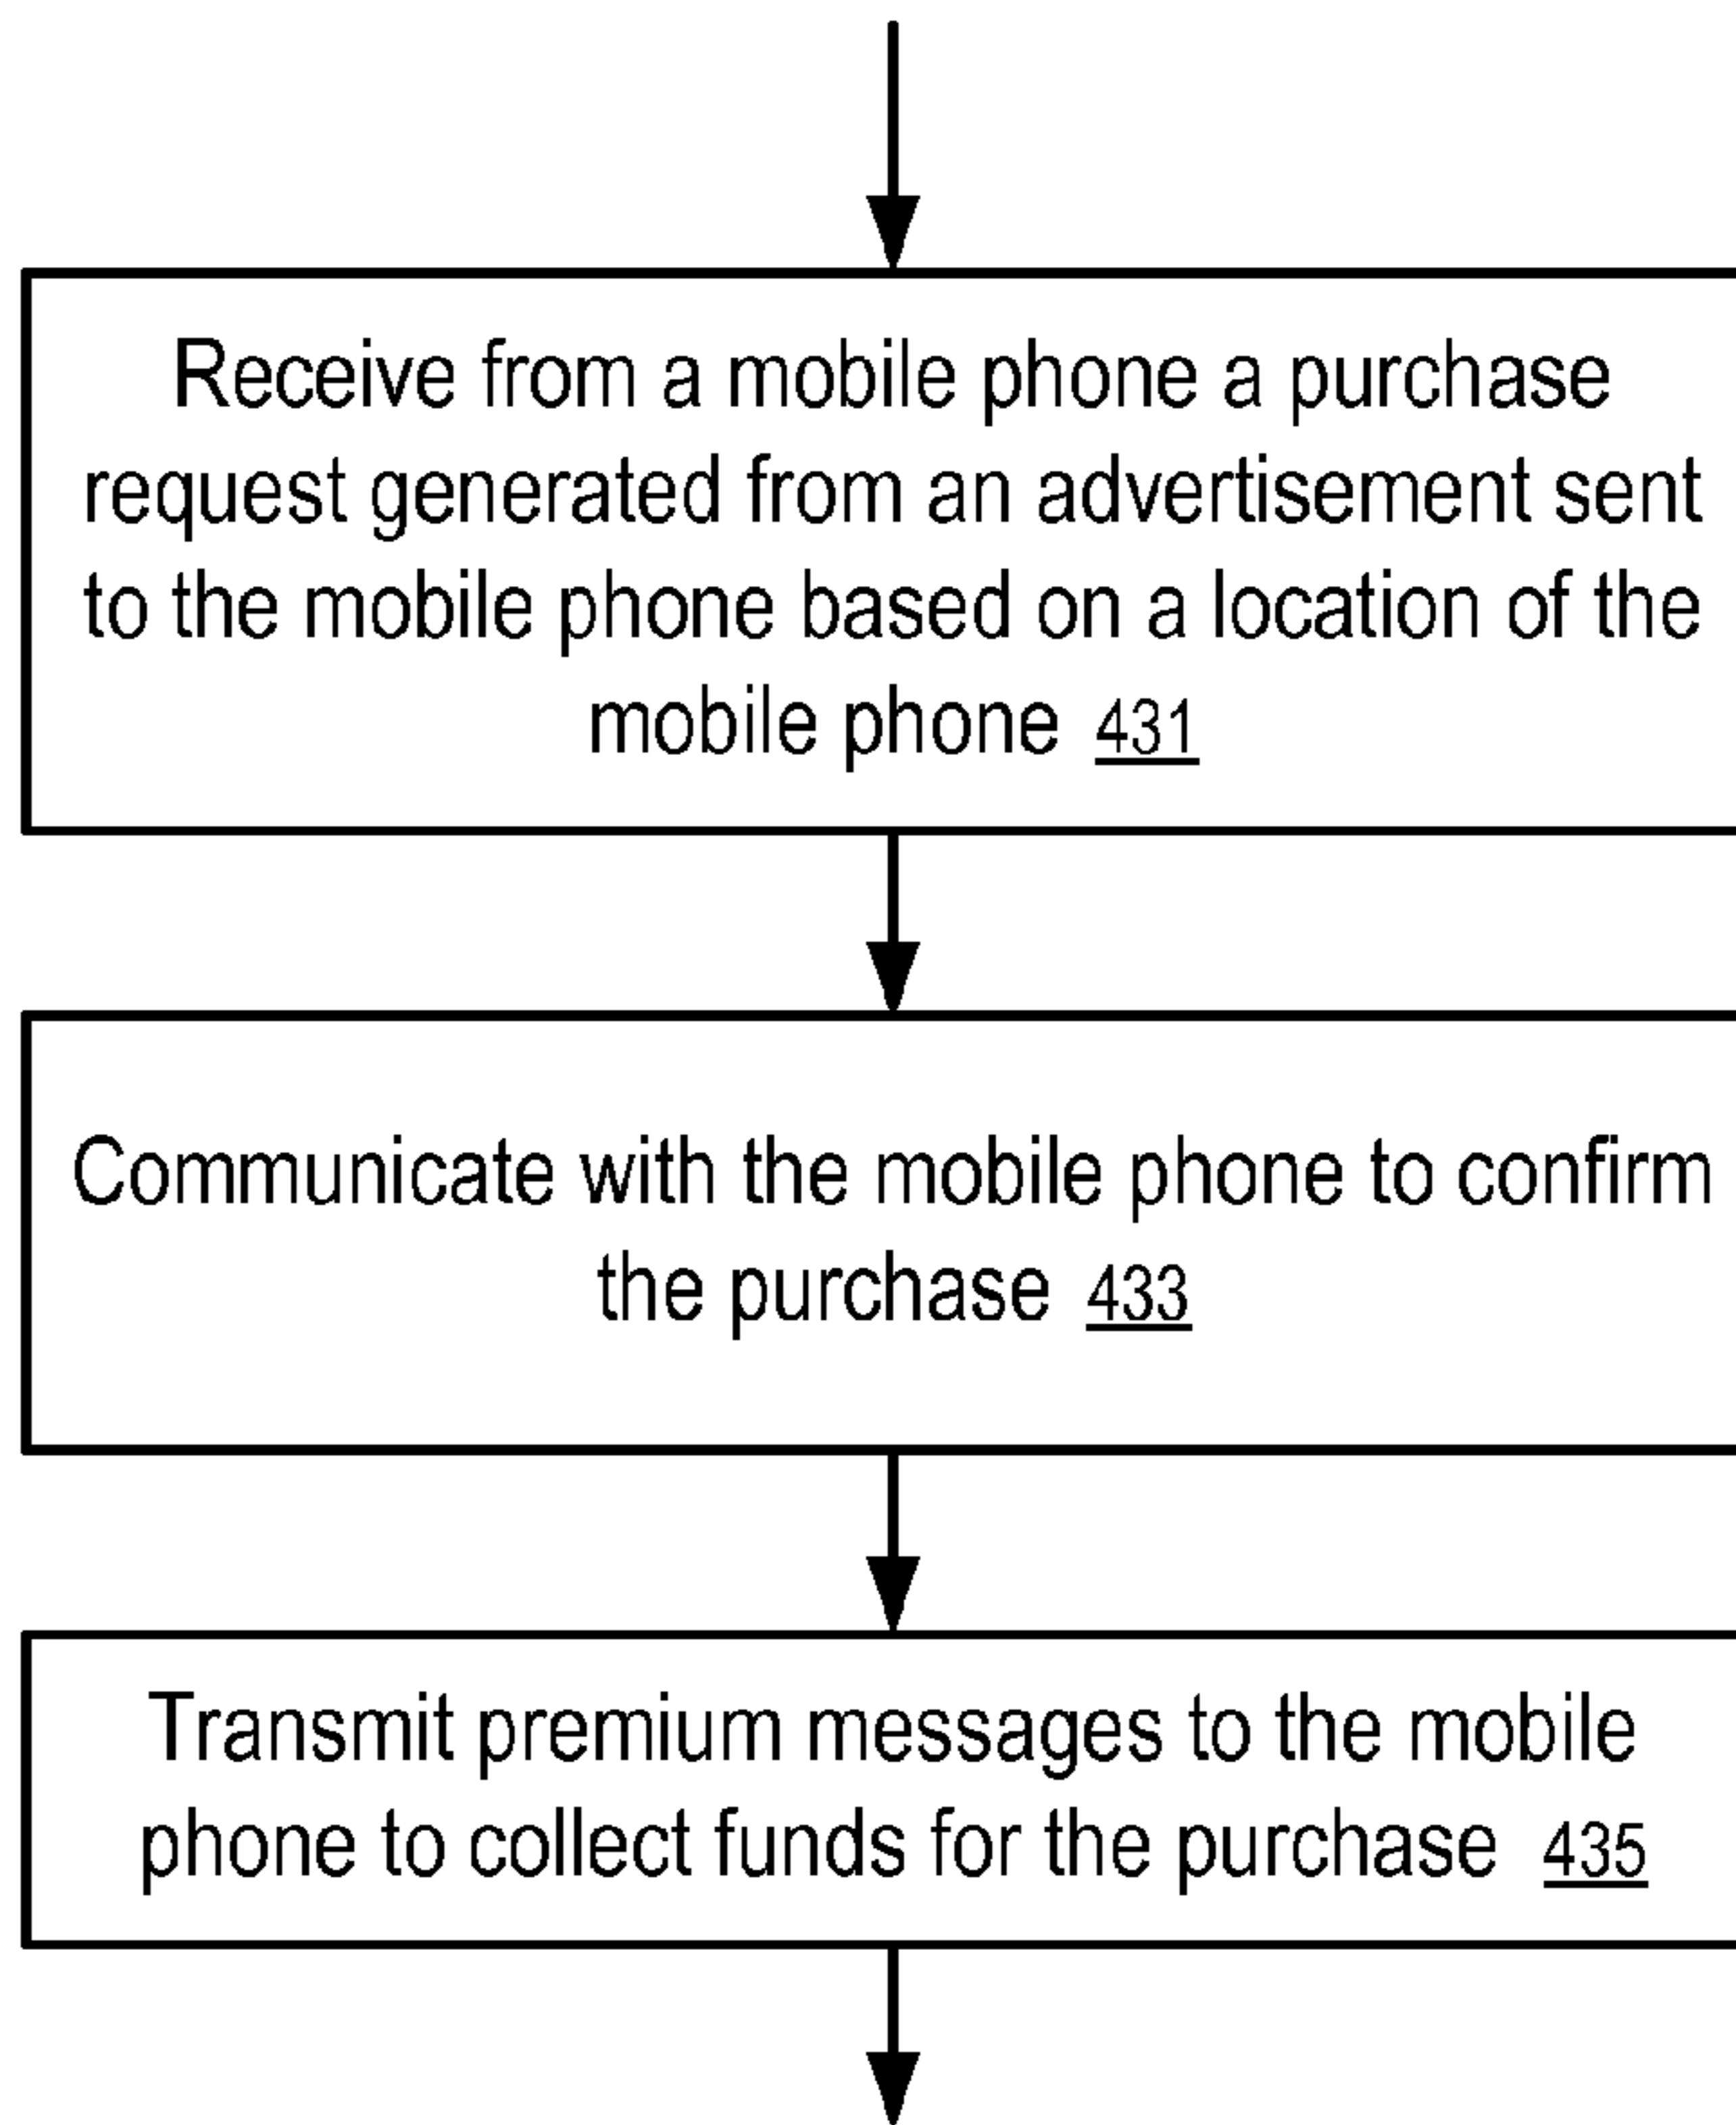 Receive from a mobile phone a purchase
request generated from an advertisement sent
to the mobile phone based on a location of the
mobile phone 431
Communicate with the mobile phone to confirm
the purchase 433
Transmit premium messages to the mobile
phone to collect funds for the purchase 435